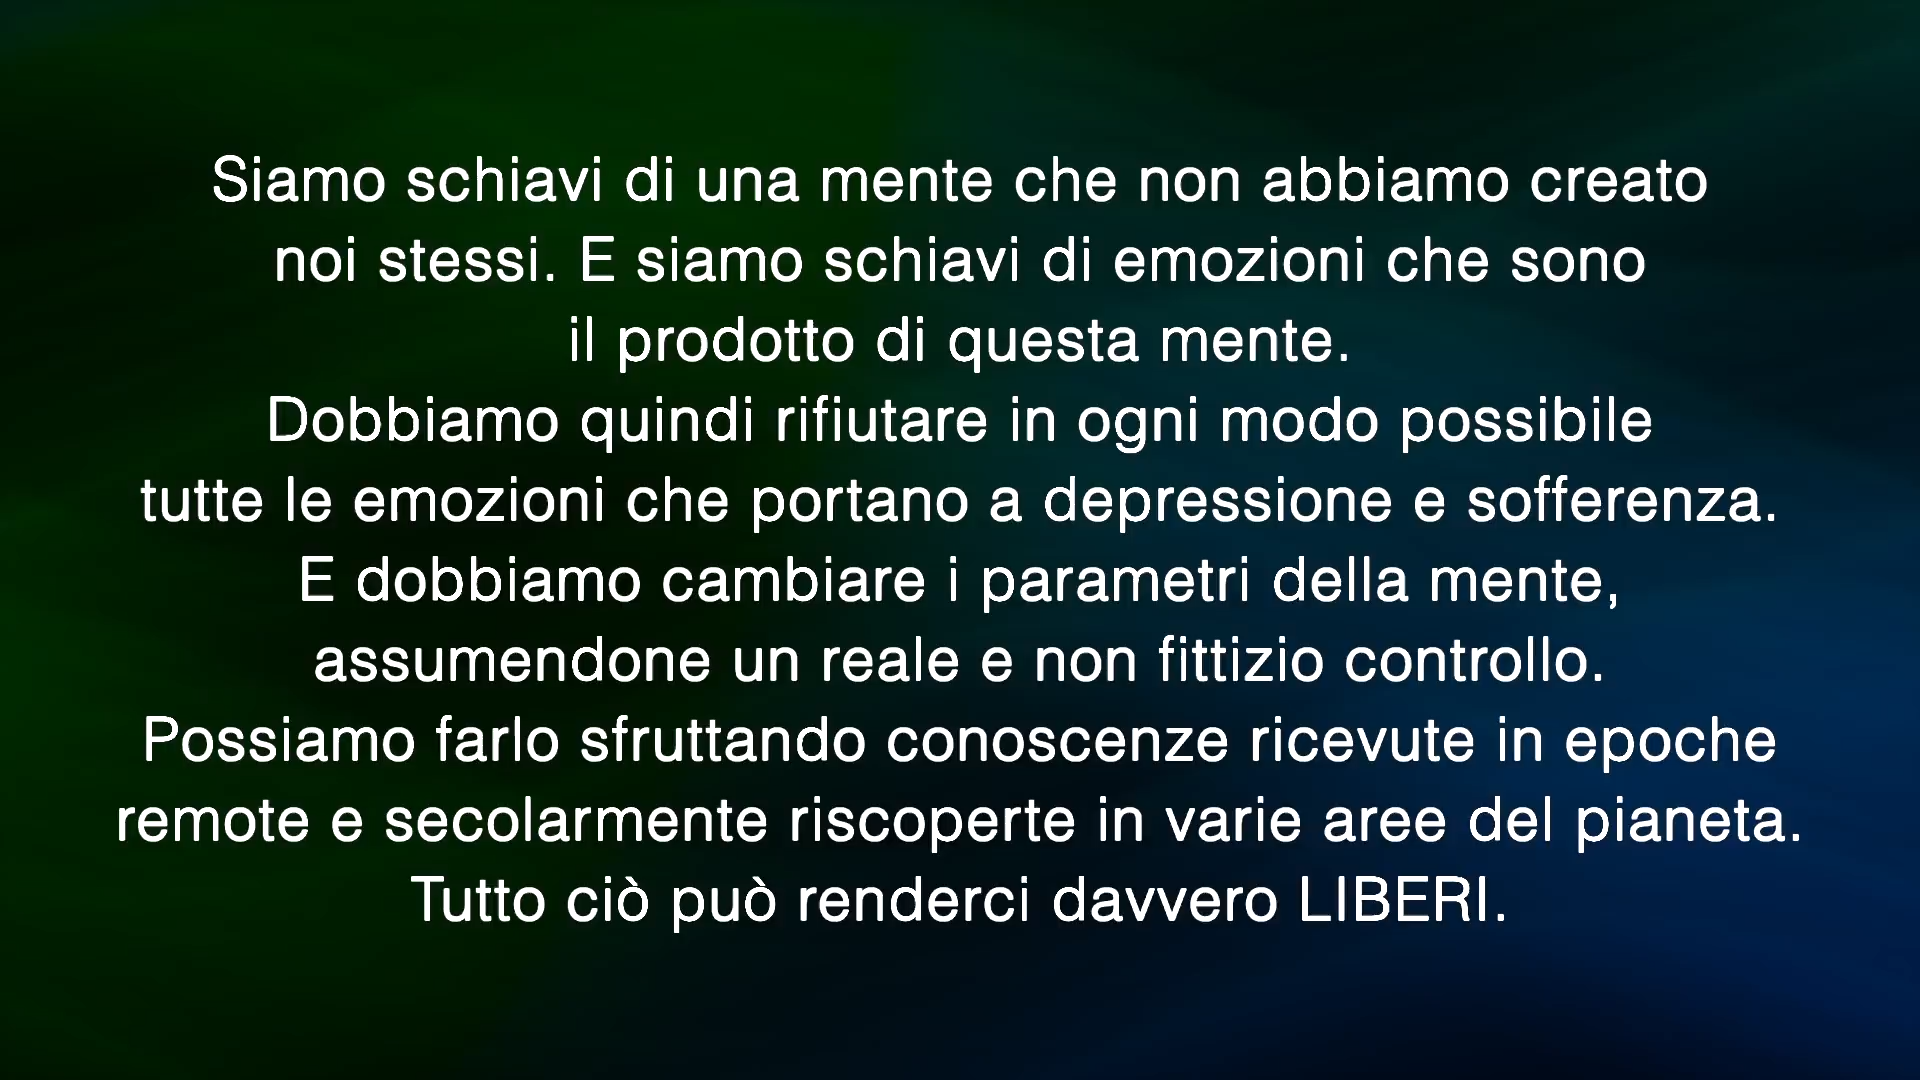 Siamo schiavi di una mente che non abbiamo creato
noi stessi. E siamo schiavi di emozioni che sono
il prodotto di questa mente.
Dobbiamo quindi rifiutare in ogni modo possibile
tutte le emozioni che portano a depressione e sofferenza.
E dobbiamo cambiare i parametri della mente,
assumendone un reale e non fittizio controllo.
Possiamo farlo sfruttando conoscenze ricevute in epoche
remote e secolarmente riscoperte in varie aree del pianeta.
Tutto ciò può renderci davvero LIBERI.